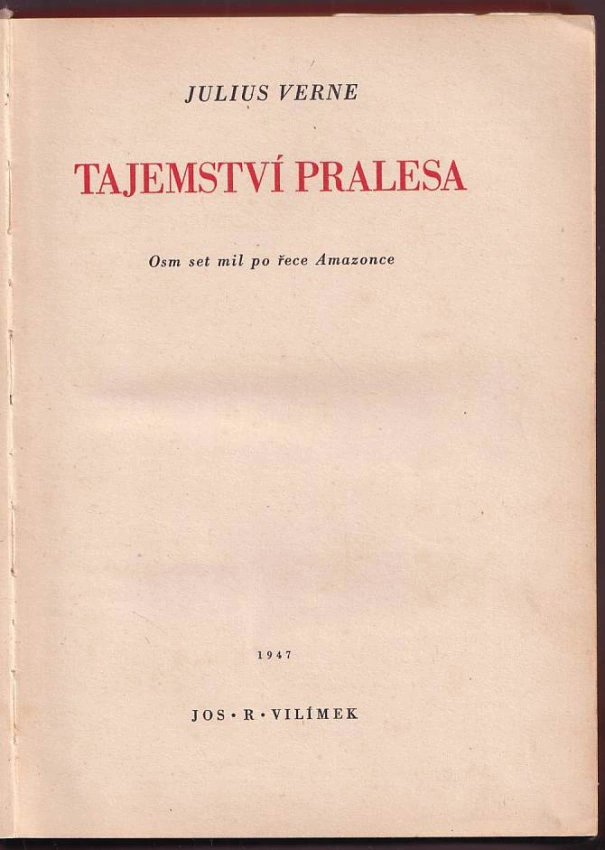 JULIUS VERNE
TAJEMSTVÍ PRALESA
Osm set mil po řece Amazonce
1947
JOS • R • VILÍMEK